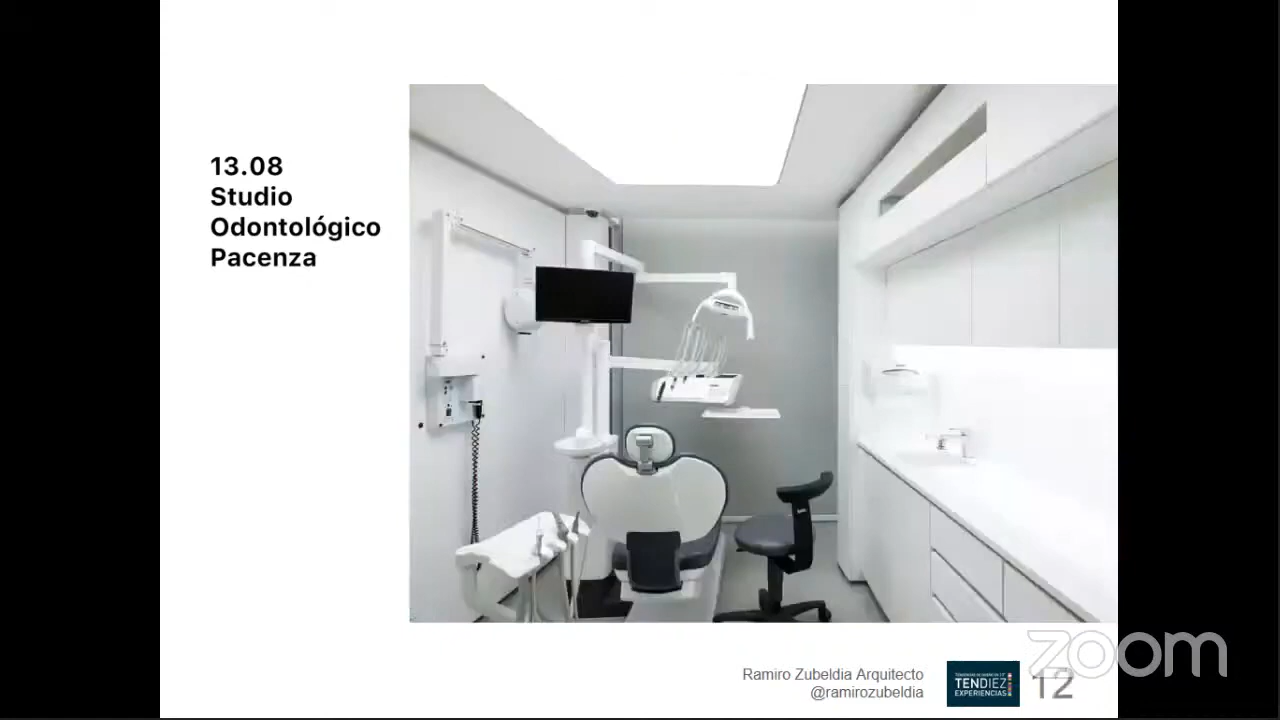 13.08
Studio
Odontológico
Pacenza
Ramiro Zubeldia Arquitecto
@ramirozubeldia
TENDIEZ
EXPERIENCIAS
12
zoom